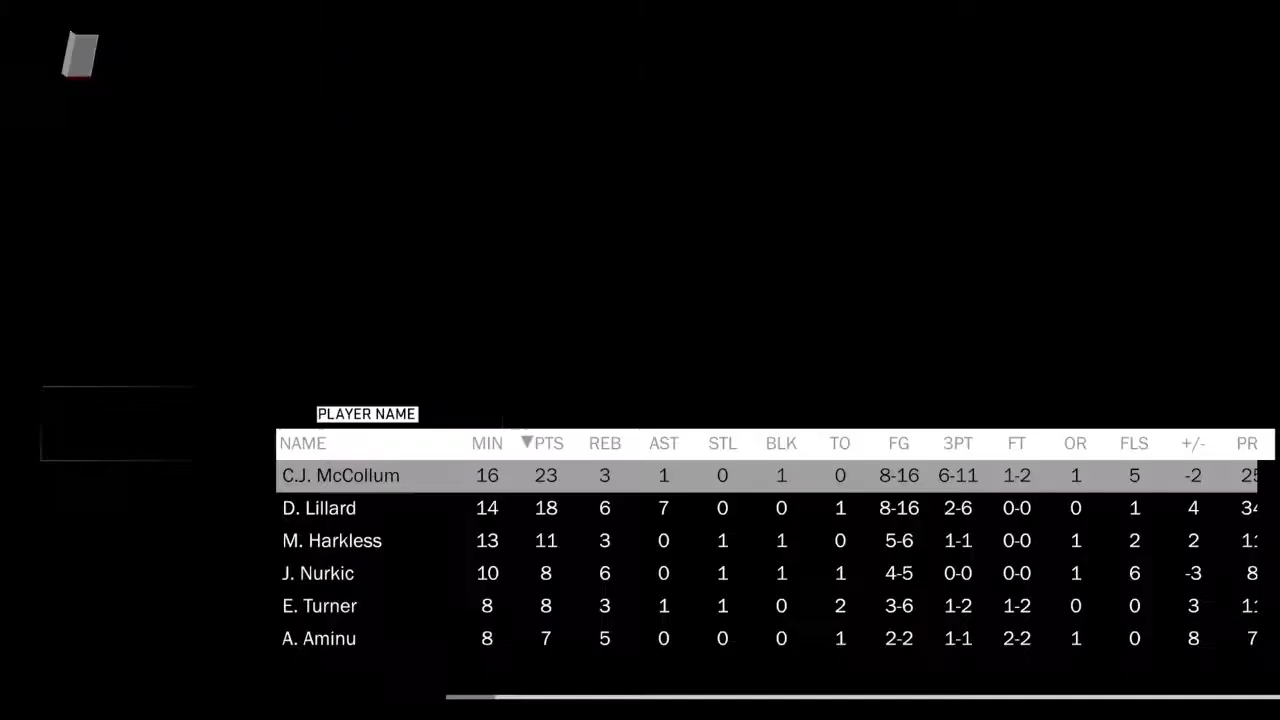 PLAYER NAME
NAME MIN ▼PTS REB AST STL BLK TO FG 3PT FT OR FLS +/- PR
C.J. McCollum 16 23 3 1 0 1 0 8-16 6-11 1-2 1 5 -2 25
D. Lillard 14 18 6 7 0 0 1 8-16 2-6 0-0 0 1 4 34
M. Harkless 13 11 3 0 1 1 0 5-6 1-1 0-0 1 2 2
J. Nurkic 10 8 6 0 1 1 1 4-5 0-0 0-0 1 6 -3 8
E. Turner 8 8 3 1 1 0 2 3-6 1-2 1-2 0 0 3
A. Aminu 8 7 5 0 0 0 1 2-2 1-1 2-2 1 0 8 7